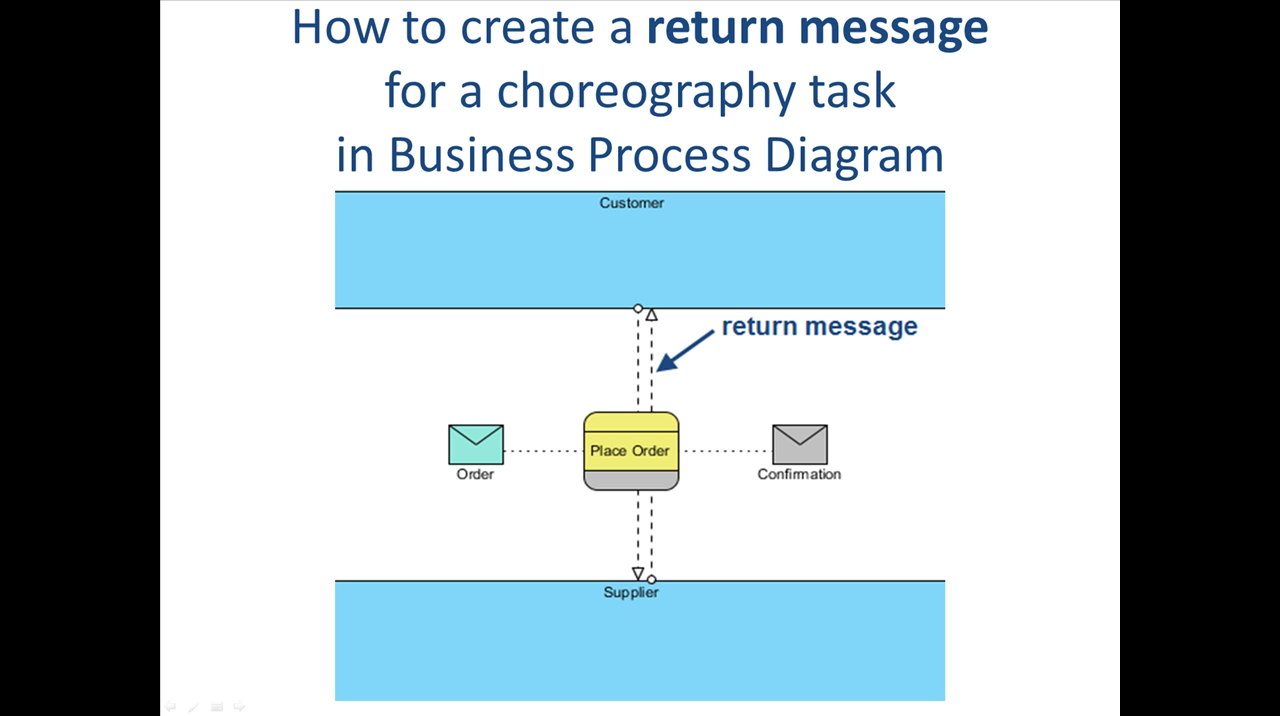 How to create a return message
for a choreography task
in Business Process Diagram
Customer
return message
Place Order
Order
Confirmation
Supplier